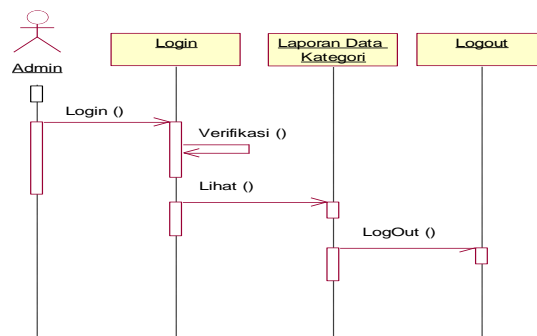 Admin
Login
Laporan Data
Kategori
Logout
Login ()
Verifikasi ()
Lihat ()
LogOut ()